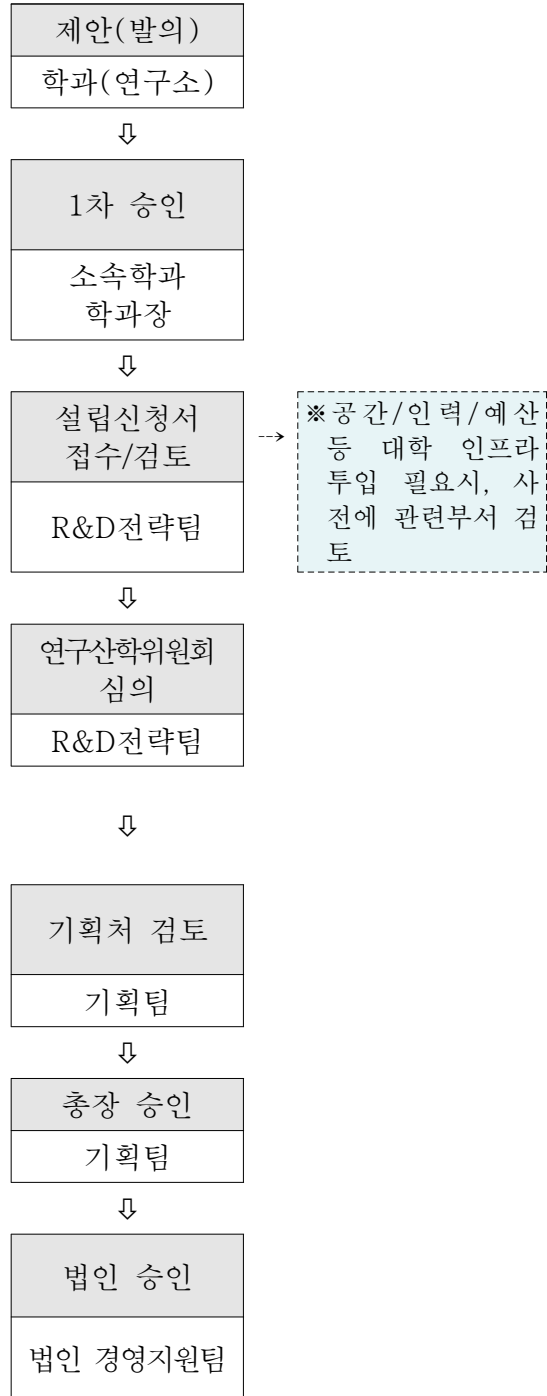 제안(발의)
학과(연구소)
⇩
1차 승인
소속학과
학과장
⇩
설립신청서
접수/검토
R&D전략팀
⇢
※공간/인력/예산
등 대학 인프라
투입 필요시, 사
전에 관련부서 검
토
⇩
연구산학위원회
심의
R&D전략팀
⇩
기획처 검토
기획팀
⇩
총장 승인
기획팀
⇩
법인 승인
법인 경영지원팀